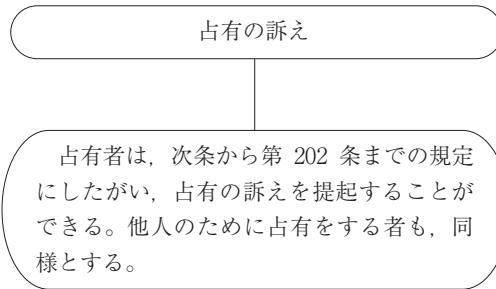 占有の訴え
占有者は，次条から第 202 条までの規定
にしたがい，占有の訴えを提起することが
できる。他人のために占有をする者も，同
様とする。